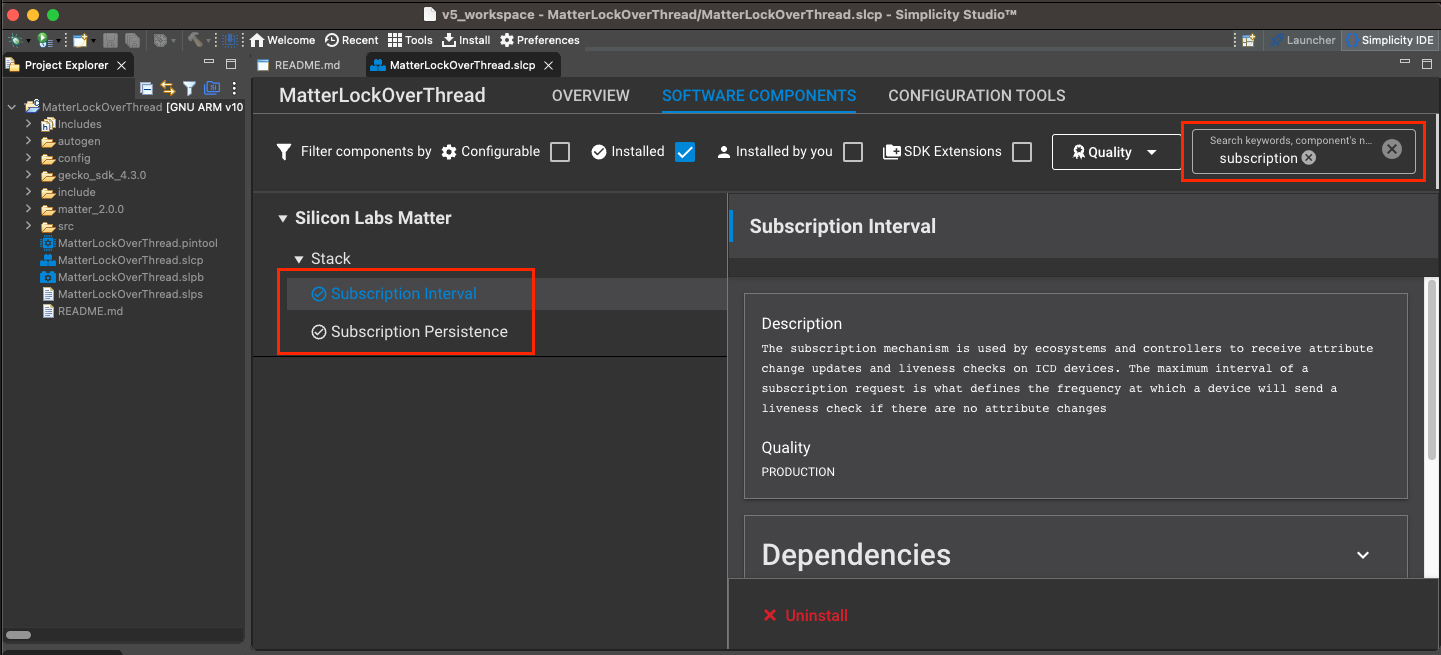 v5_workspace - MatterLockOverThread/MatterLockOverThread.slcp - Simplicity Studio™
Welcome Recent Tools Install Preferences Launcher Simplicity IDE
Project Explorer
README.md MatterLockOverThread.slcp
MatterLockOverThread [GNU ARM v10
Includes
autogen
config
gecko_sdk_4.3.0
include
matter_2.0.0
src
MatterLockOverThread.pintool
MatterLockOverThread.slcp
MatterLockOverThread.slpb
MatterLockOverThread.slps
README.md
MatterLockOverThread OVERVIEW SOFTWARE COMPONENTS CONFIGURATION TOOLS
Filter components by Configurable Installed Installed by you SDK Extensions Quality
Search keywords, component's n...
subscription
Silicon Labs Matter
Stack
Subscription Interval
Subscription Persistence
Subscription Interval
Description
The subscription mechanism is used by ecosystems and controllers to receive attribute
change updates and liveness checks on ICD devices. The maximum interval of a
subscription request is what defines the frequency at which a device will send a
liveness check if there are no attribute changes
Quality
PRODUCTION
Dependencies
Uninstall